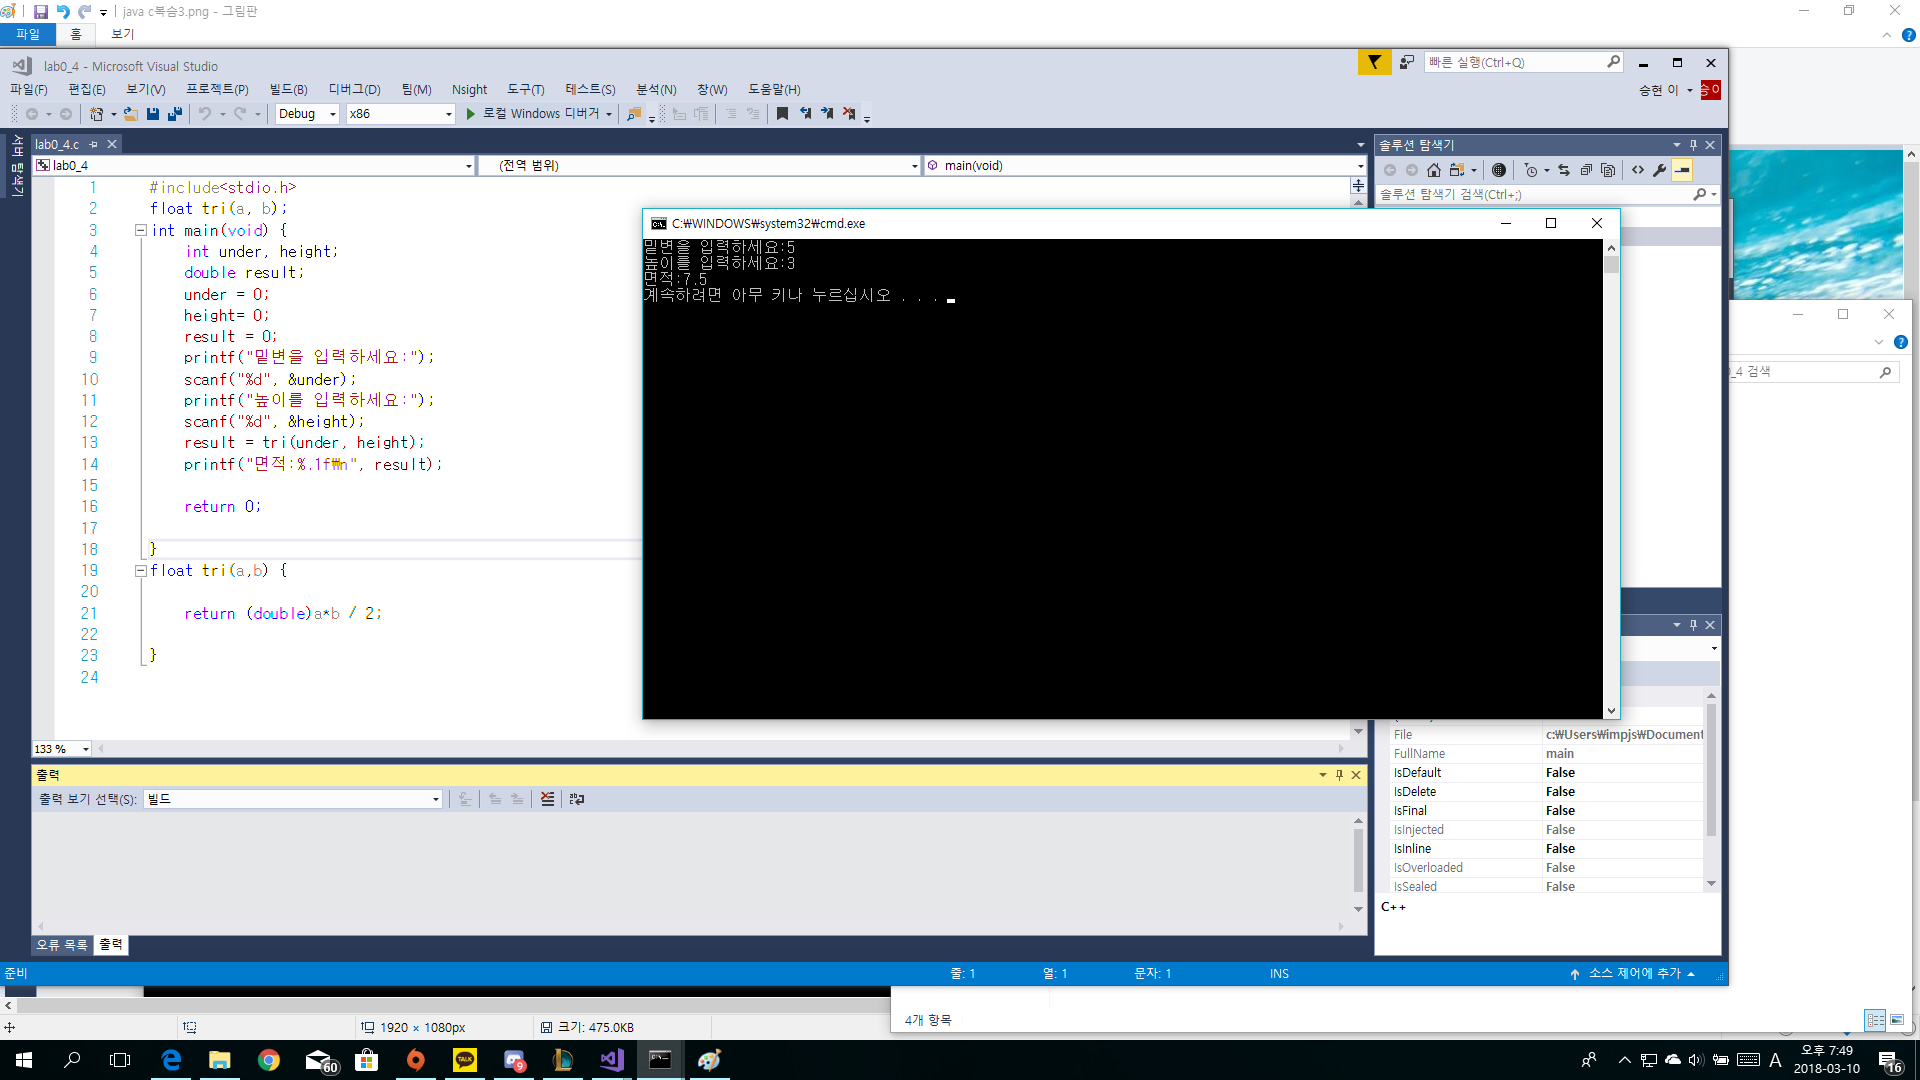 java c복습3.png - 그림판
파일
홈
보기
lab0_4 - Microsoft Visual Studio
빠른 실행(Ctrl+Q)
파일(F) 편집(E) 보기(V) 프로젝트(P) 빌드(B) 디버그(D) 팀(M) Nsight 도구(T) 테스트(S) 분석(N) 창(W) 도움말(H)
승현 이
승이
Debug
x86
로컬 Windows 디버거
서버 탐색기
lab0_4.c
lab0_4
(전역 범위)
main(void)
1 #include<stdio.h>
2 float tri(a, b);
3 int main(void) {
4 int under, height;
5 double result;
6 under = 0;
7 height= 0;
8 result = 0;
9 printf("밑변을 입력하세요:");
10 scanf("%d", &under);
11 printf("높이를 입력하세요:");
12 scanf("%d", &height);
13 result = tri(under, height);
14 printf("면적:%.1f₩n", result);
15
16 return 0;
17
18 }
19 float tri(a,b) {
20
21 return (double)a*b / 2;
22
23 }
24
133 %
C:₩WINDOWS₩system32₩cmd.exe
밑변을 입력하세요:5
높이를 입력하세요:3
면적:7.5
계속하려면 아무 키나 누르십시오 . . .
솔루션 탐색기
솔루션 탐색기 검색(Ctrl+;)
_4 검색
File c:₩Users₩impjs₩Document
FullName main
IsDefault False
IsDelete False
IsFinal False
IsInjected False
IsInline False
IsOverloaded False
IsSealed False
C++
출력
출력 보기 선택(S): 빌드
오류 목록
출력
준비
줄: 1
열: 1
문자: 1
INS
소스 제어에 추가
4개 항목
1920 × 1080px
크기: 475.0KB
60
TALK
9
A
오후 7:49
2018-03-10
16